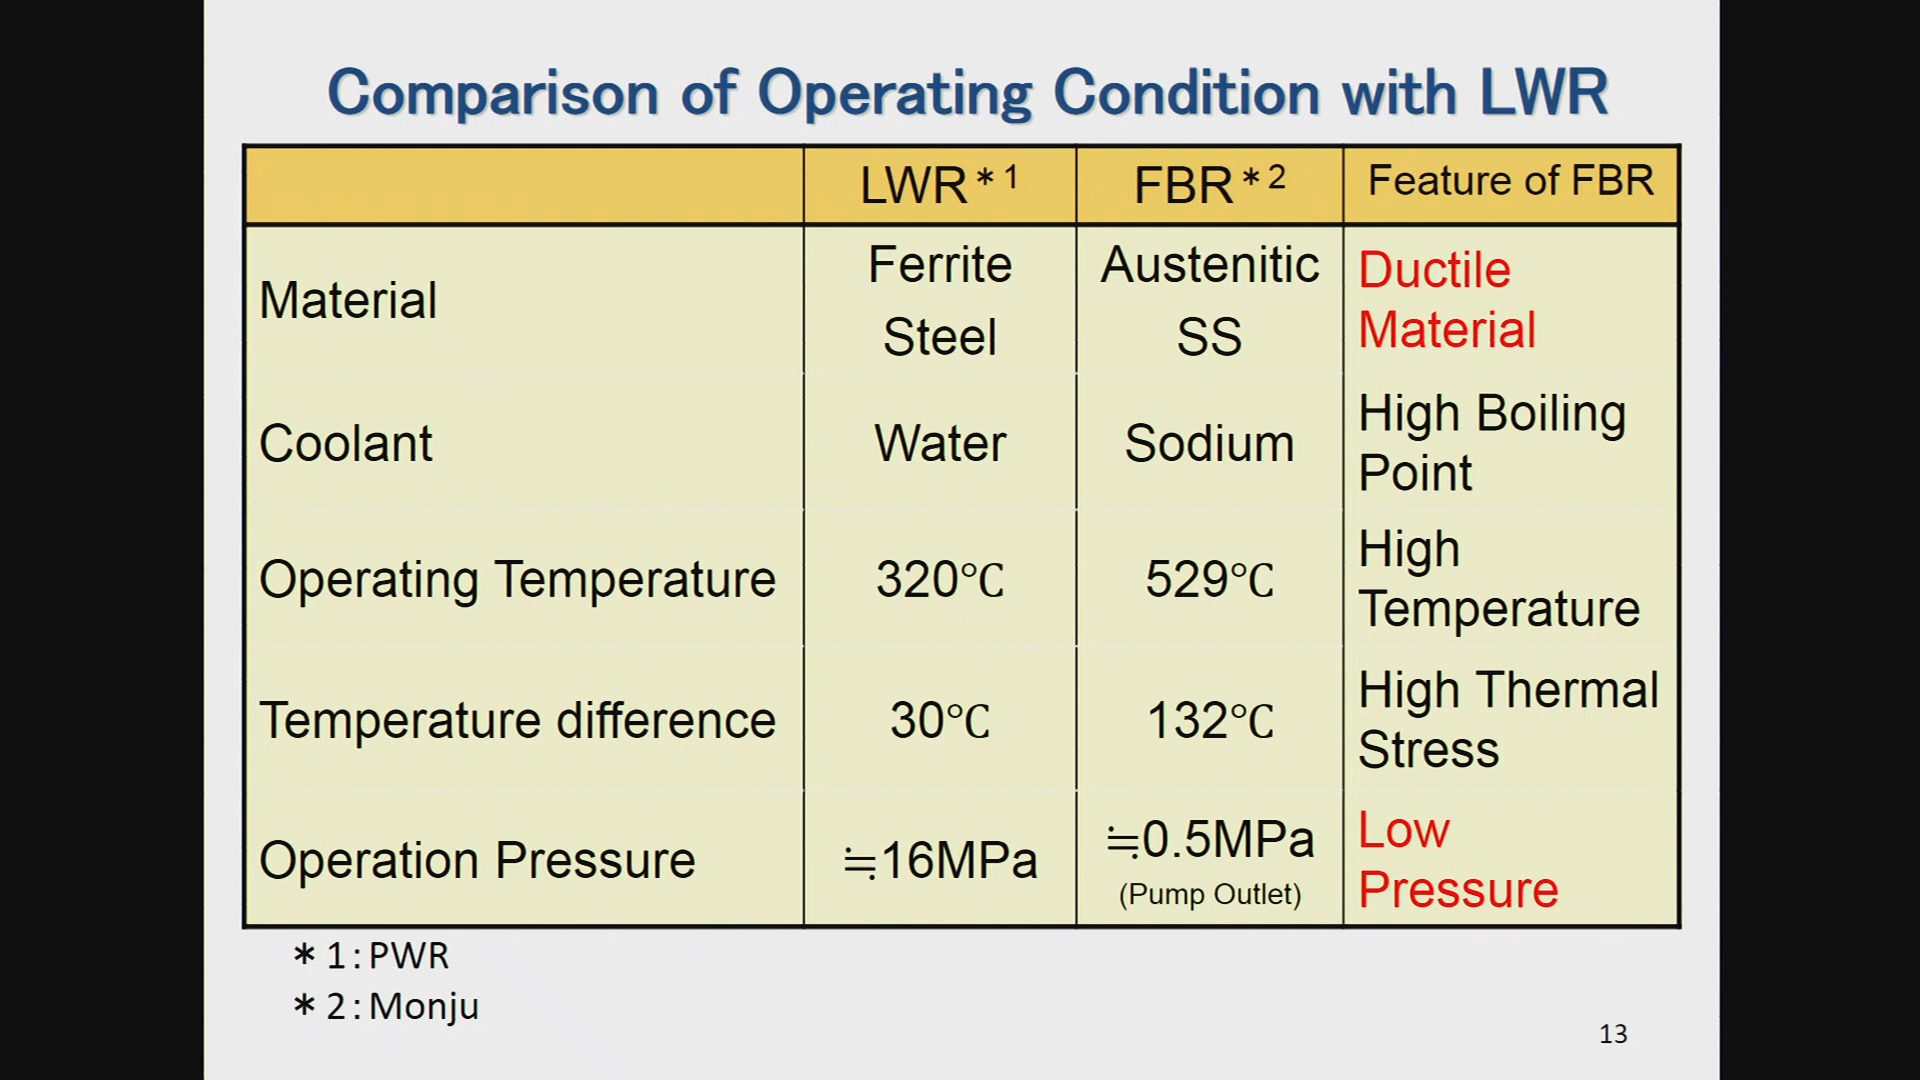 Comparison of Operating Condition with LWR
LWR*1 FBR*2 Feature of FBR
Material Ferrite Steel Austenitic SS Ductile Material
Coolant Water Sodium High Boiling Point
Operating Temperature 320℃ 529℃ High Temperature
Temperature difference 30℃ 132℃ High Thermal Stress
Operation Pressure ≒16MPa ≒0.5MPa (Pump Outlet) Low Pressure
*1:PWR
*2:Monju
13